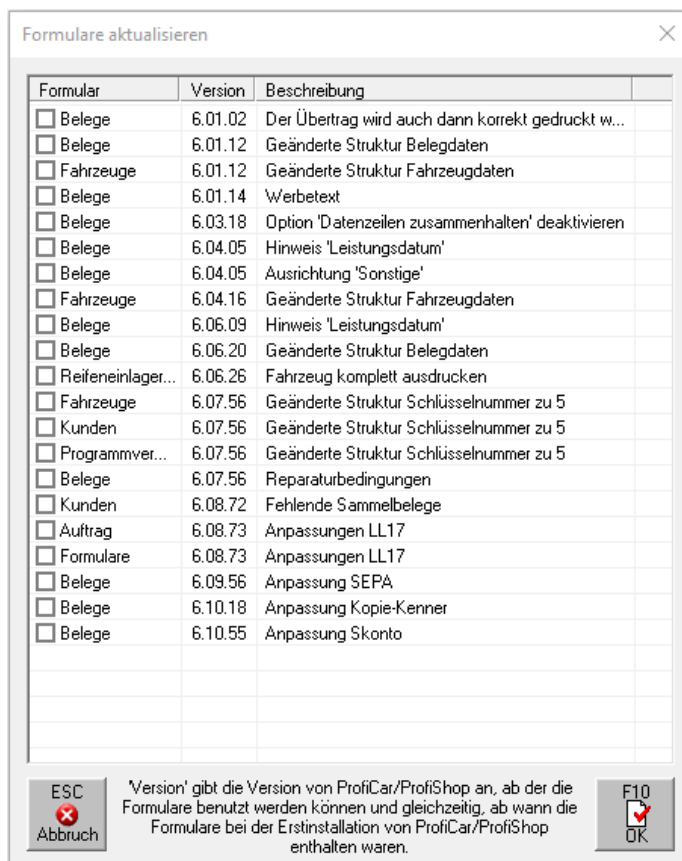 Formulare aktualisieren
Formular Version Beschreibung
Belege 6.01.02 Der Übertrag wird auch dann korrekt gedruckt w...
Belege 6.01.12 Geänderte Struktur Belegdaten
Fahrzeuge 6.01.12 Geänderte Struktur Fahrzeugdaten
Belege 6.01.14 Werbetext
Belege 6.03.18 Option 'Datenzeilen zusammenhalten' deaktivieren
Belege 6.04.05 Hinweis 'Leistungsdatum'
Belege 6.04.05 Ausrichtung 'Sonstige'
Fahrzeuge 6.04.16 Geänderte Struktur Fahrzeugdaten
Belege 6.06.09 Hinweis 'Leistungsdatum'
Belege 6.06.20 Geänderte Struktur Belegdaten
Reifeneinlager... 6.06.26 Fahrzeug komplett ausdrucken
Fahrzeuge 6.07.56 Geänderte Struktur Schlüsselnummer zu 5
Kunden 6.07.56 Geänderte Struktur Schlüsselnummer zu 5
Programmver... 6.07.56 Geänderte Struktur Schlüsselnummer zu 5
Belege 6.07.56 Reparaturbedingungen
Kunden 6.08.72 Fehlende Sammelbelege
Auftrag 6.08.73 Anpassungen LL17
Formulare 6.08.73 Anpassungen LL17
Belege 6.09.56 Anpassung SEPA
Belege 6.10.18 Anpassung Kopie-Kenner
Belege 6.10.55 Anpassung Skonto
ESC
Abbruch
'Version' gibt die Version von ProfiCar/ProfiShop an, ab der die
Formulare benutzt werden können und gleichzeitig, ab wann die
Formulare bei der Erstinstallation von ProfiCar/ProfiShop
enthalten waren.
F10
OK